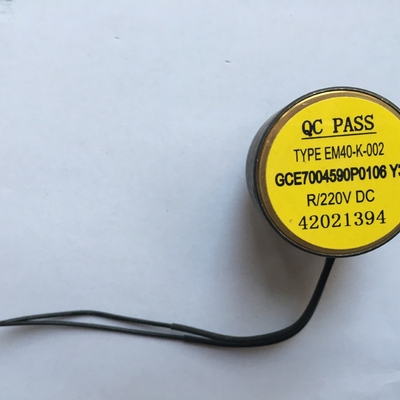 QC PASS
TYPE EM40-K-002
GCE7004590P0106
R/220V DC
42021394